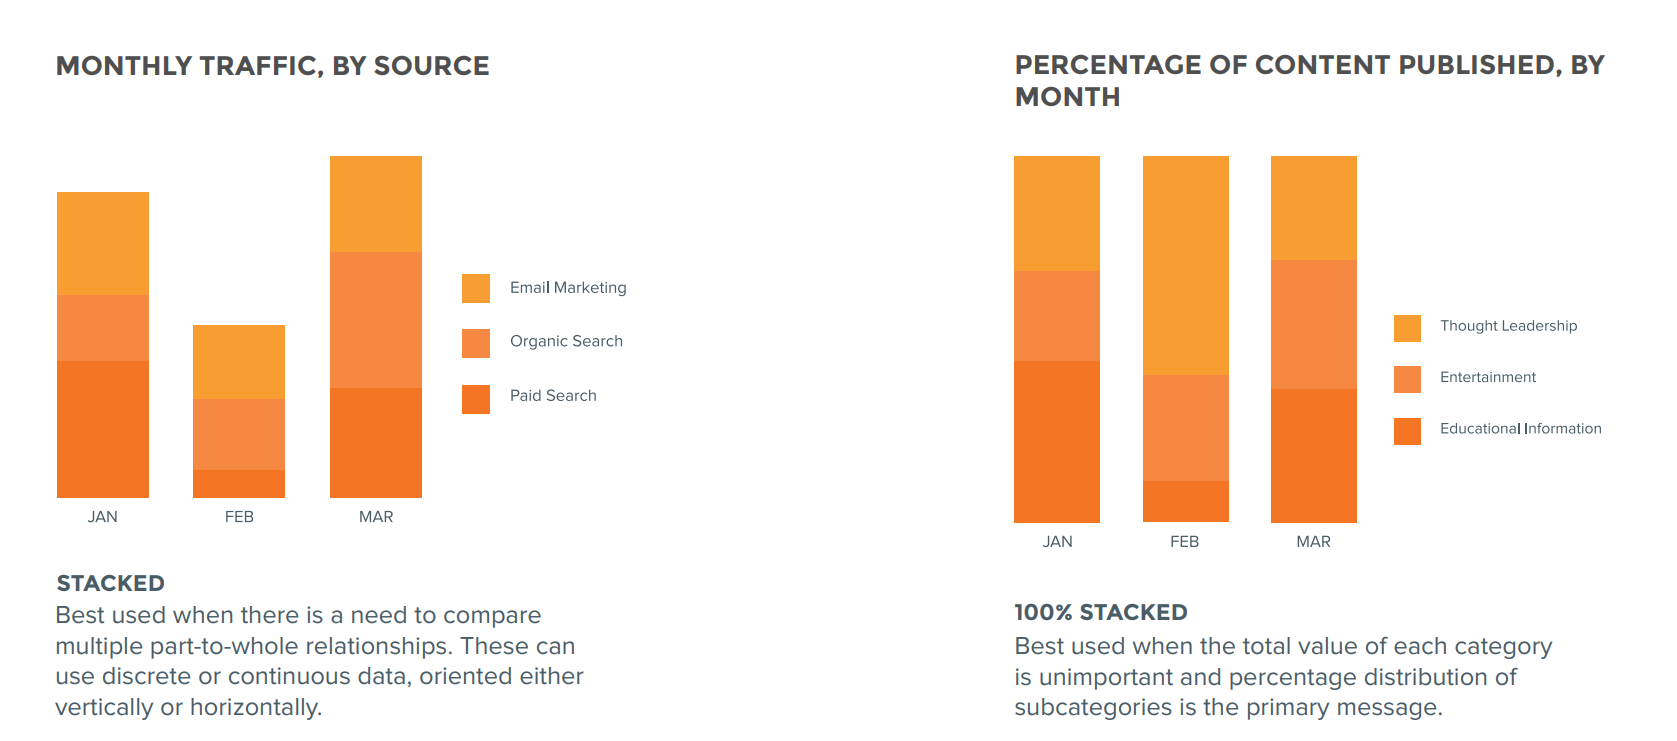 MONTHLY TRAFFIC, BY SOURCE
Email Marketing
Organic Search
Paid Search
JAN
FEB
MAR
STACKED
Best used when there is a need to compare
multiple part-to-whole relationships. These can
use discrete or continuous data, oriented either
vertically or horizontally.
PERCENTAGE OF CONTENT PUBLISHED, BY
MONTH
Thought Leadership
Entertainment
Educational Information
JAN
FEB
MAR
100% STACKED
Best used when the total value of each category
is unimportant and percentage distribution of
subcategories is the primary message.